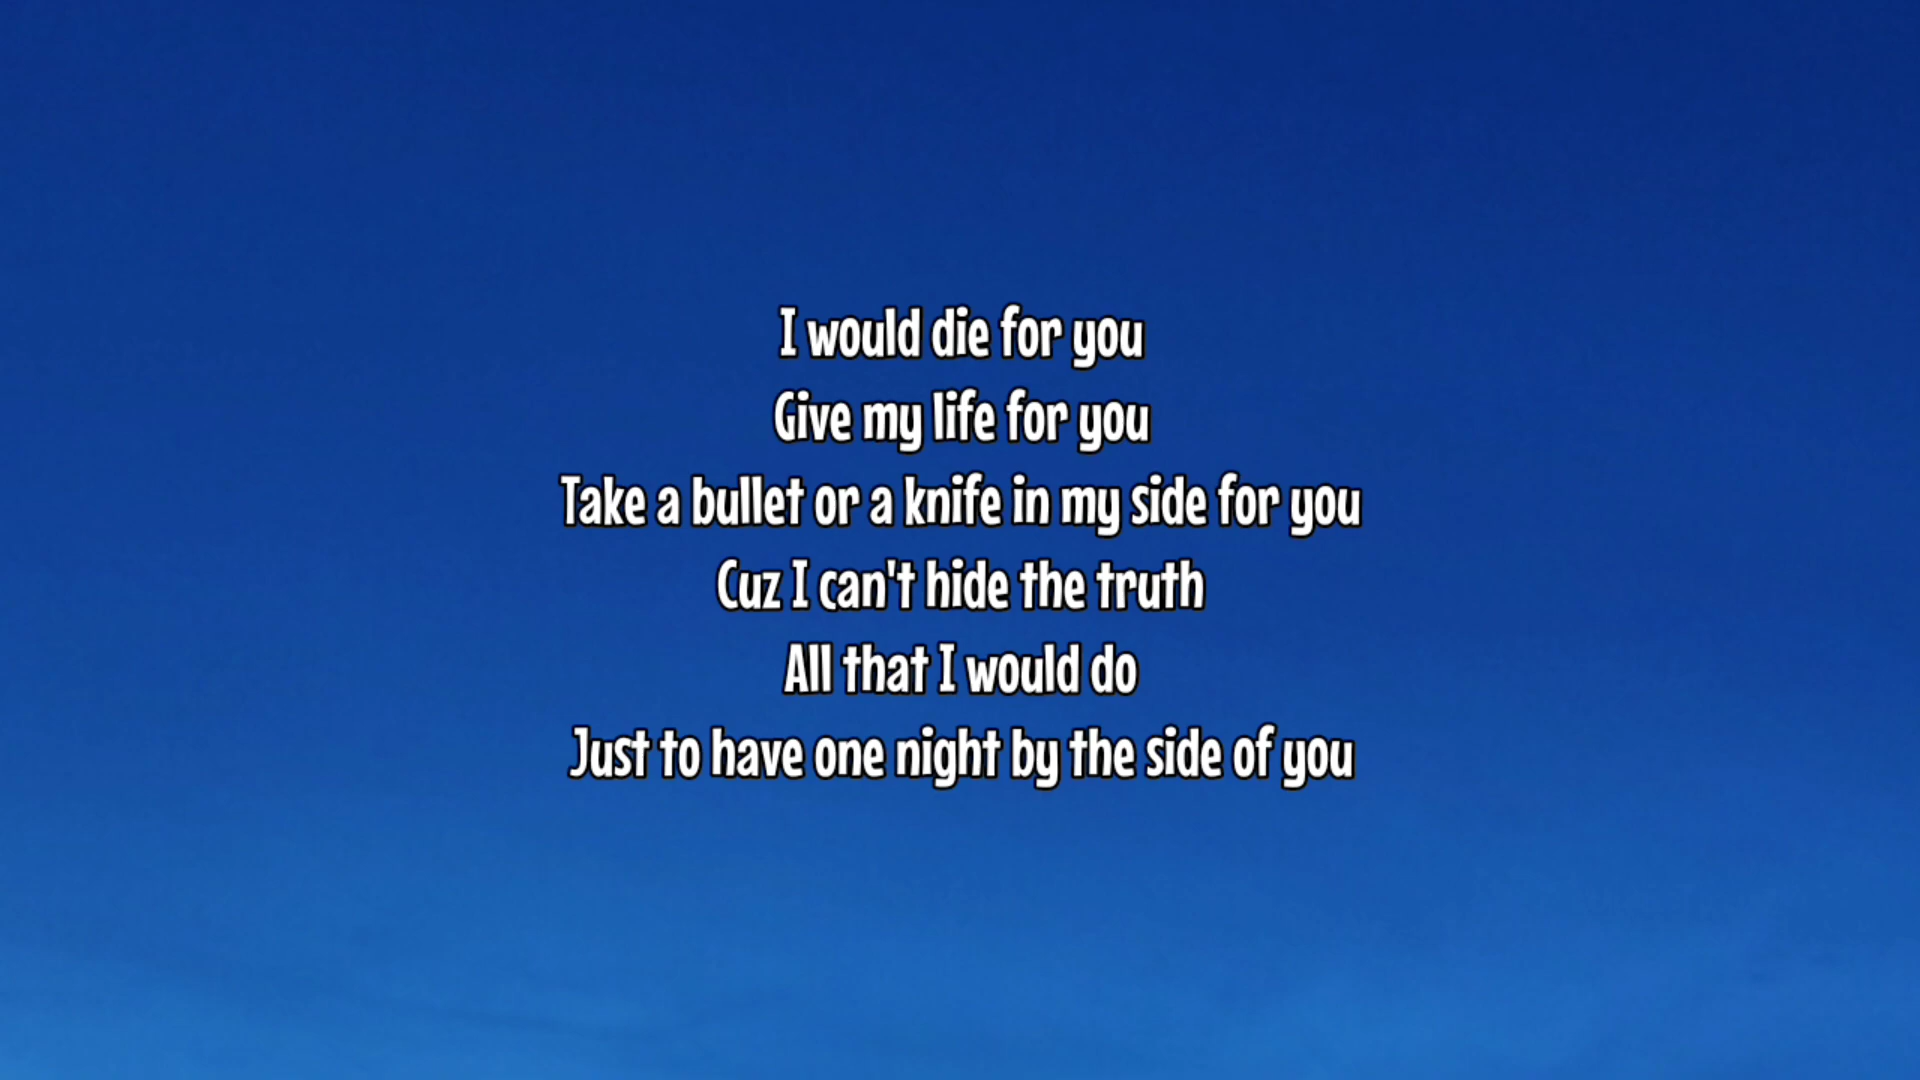 I would die for you
Give my life for you
Take a bullet or a knife in my side for you
Cuz I can't hide the truth
All that I would do
Just to have one night by the side of you